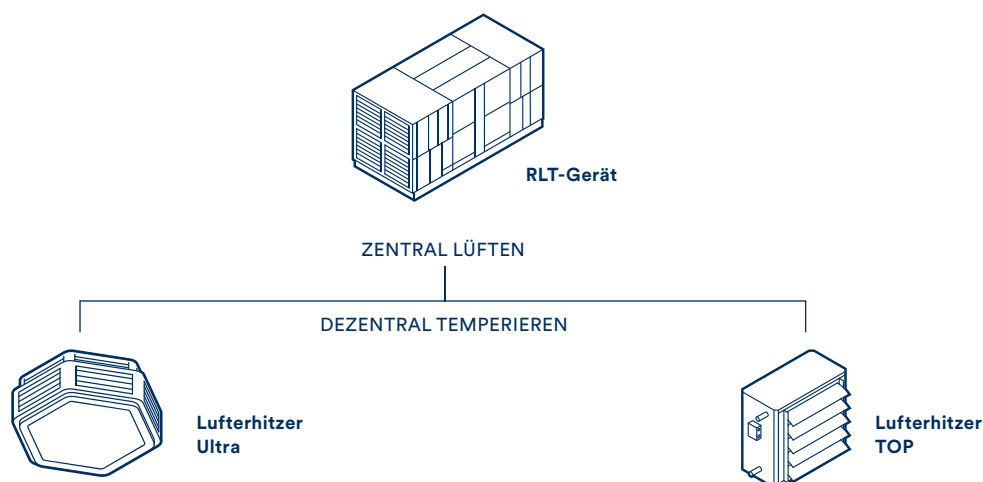 RLT-Gerät
ZENTRAL LÜFTEN
DEZENTRAL TEMPERIEREN
Lufterhitzer
Ultra
Lufterhitzer
TOP